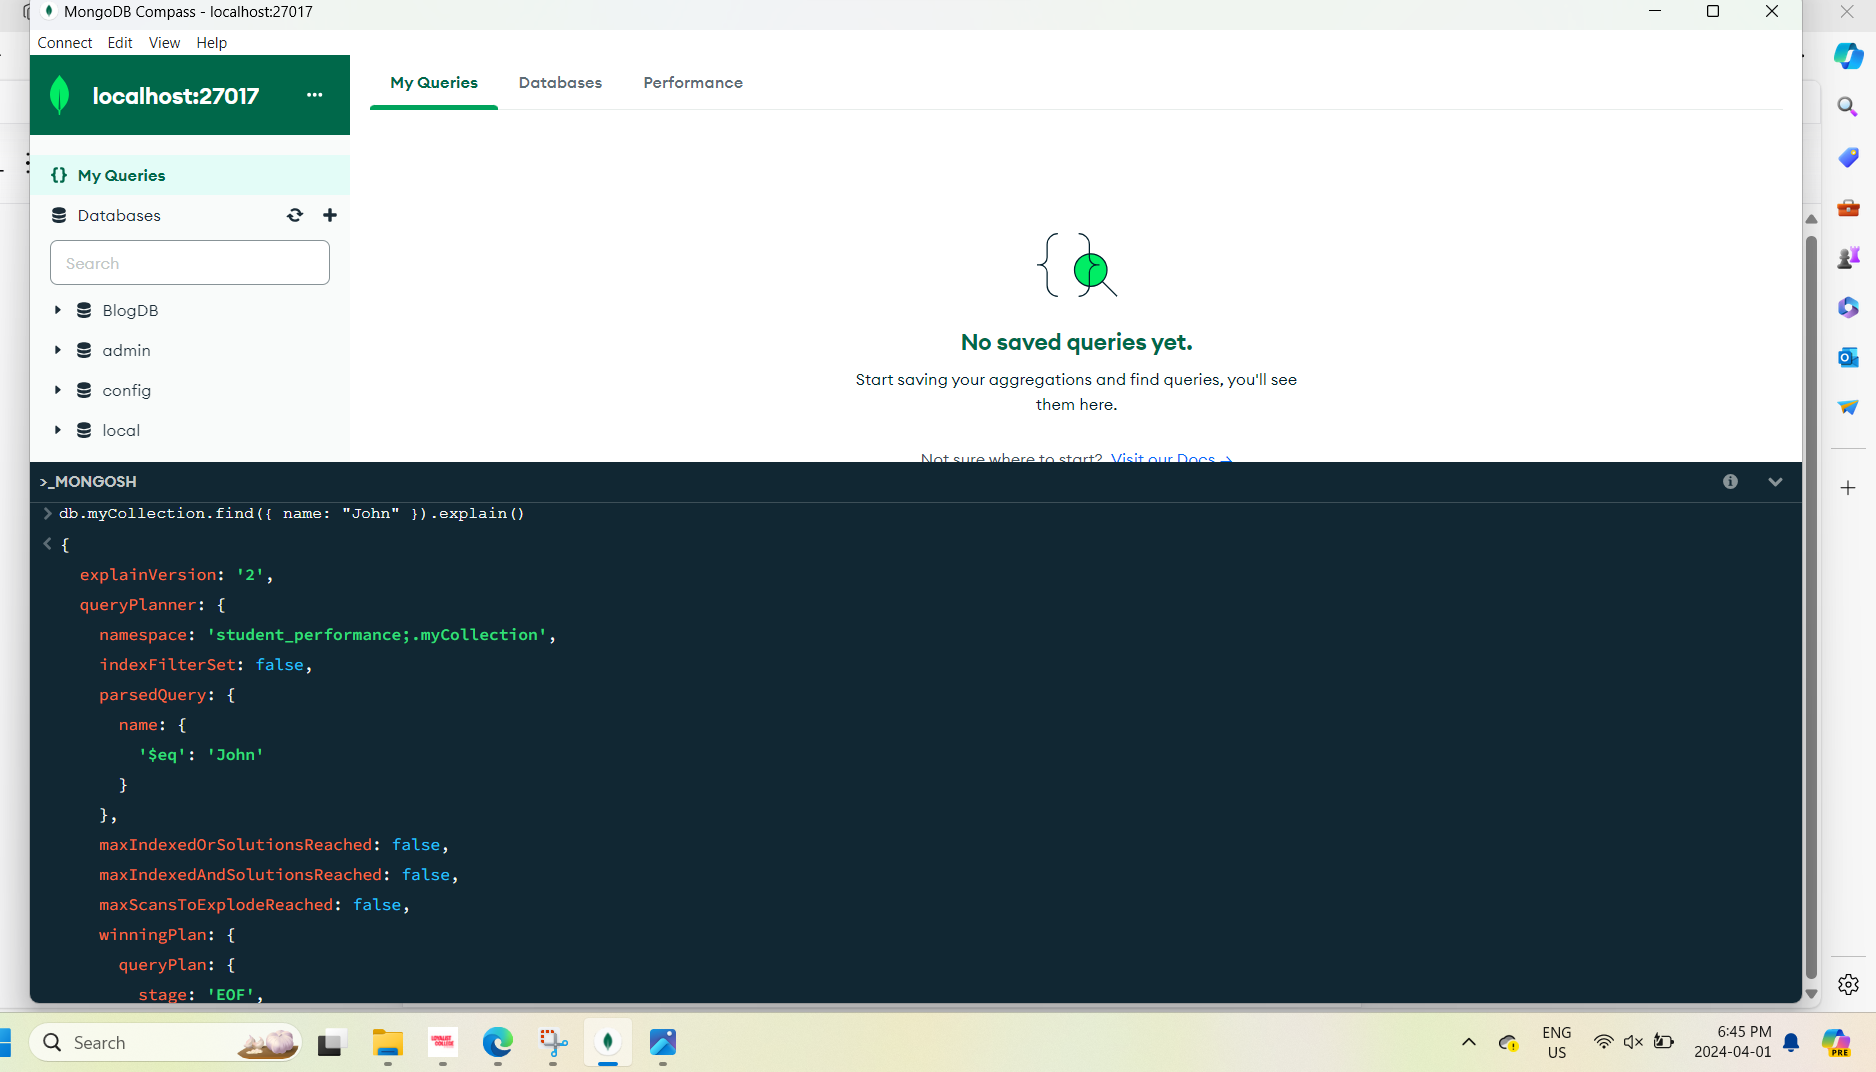 MongoDB Compass - localhost:27017
Connect Edit View Help
localhost:27017 ...
My Queries Databases Performance
{} My Queries
Databases
Search
BlogDB
admin
config
local
No saved queries yet.
Start saving your aggregations and find queries, you'll see
them here.
Not sure where to start? Visit our Docs →
>_MONGOSH
> db.myCollection.find({ name: "John" }).explain()
< {
explainVersion: '2',
queryPlanner: {
namespace: 'student_performance;.myCollection',
indexFilterSet: false,
parsedQuery: {
name: {
'$eq': 'John'
}
},
maxIndexedOrSolutionsReached: false,
maxIndexedAndSolutionsReached: false,
maxScansToExplodeReached: false,
winningPlan: {
queryPlan: {
stage: 'EOF',
Search
LOYALIST
COLLEGE
ENG
US
6:45 PM
2024-04-01
PRE